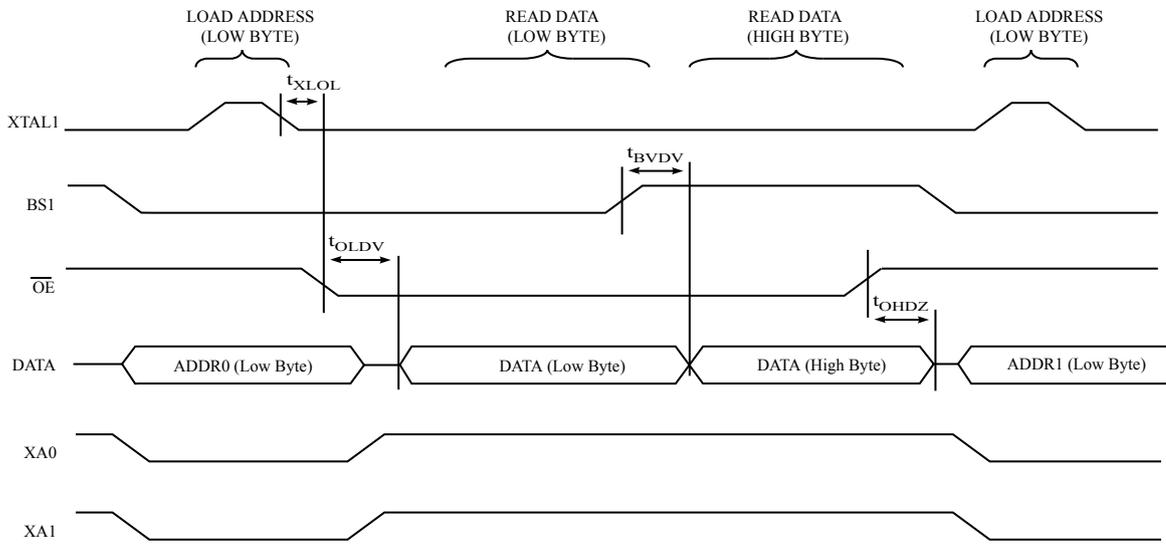 LOAD ADDRESS
(LOW BYTE)
READ DATA
(LOW BYTE)
READ DATA
(HIGH BYTE)
LOAD ADDRESS
(LOW BYTE)
tXLOL
XTAL1
tBVDV
BS1
tOLDV
OE
tOHDZ
DATA
ADDR0 (Low Byte)
DATA (Low Byte)
DATA (High Byte)
ADDR1 (Low Byte)
XA0
XA1